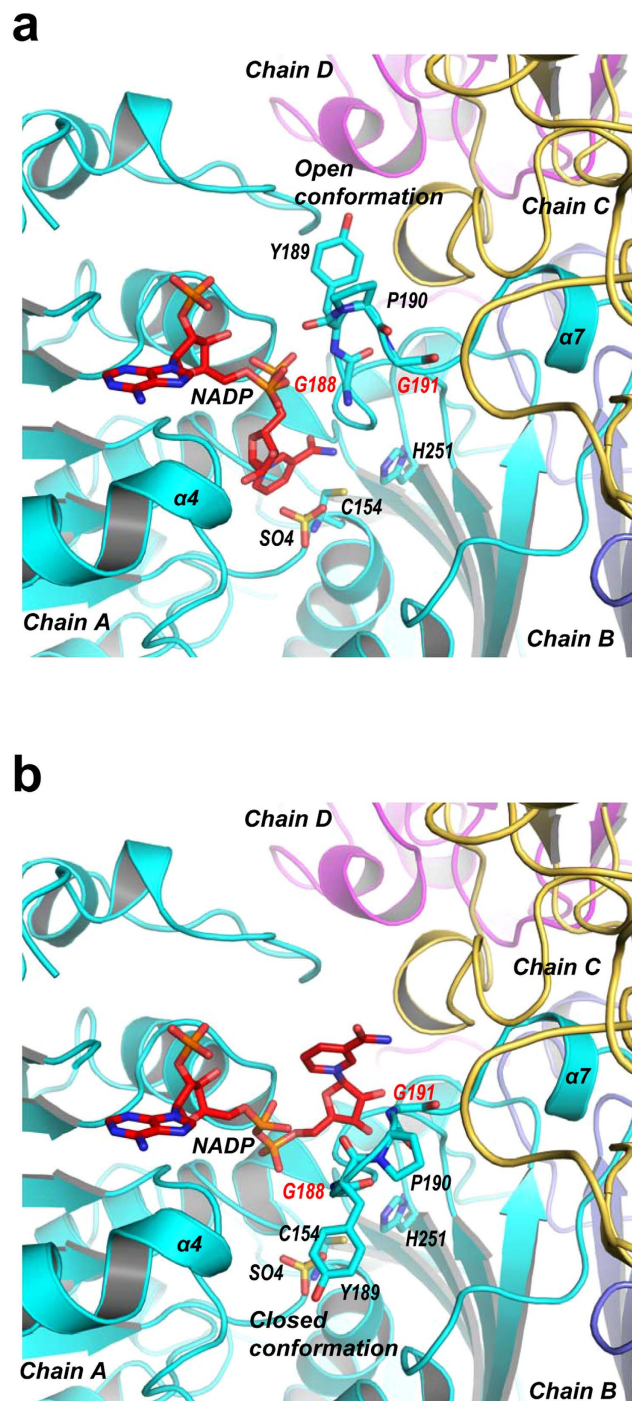 a
Chain D
Open
conformation
Chain C
Y189
P190
α7
NADP
G188
G191
H251
α4
C154
SO4
Chain A
Chain B
b
Chain D
Chain C
G191
α7
NADP
G188
P190
C154
H251
α4
SO4
Y189
Closed
conformation
Chain A
Chain B